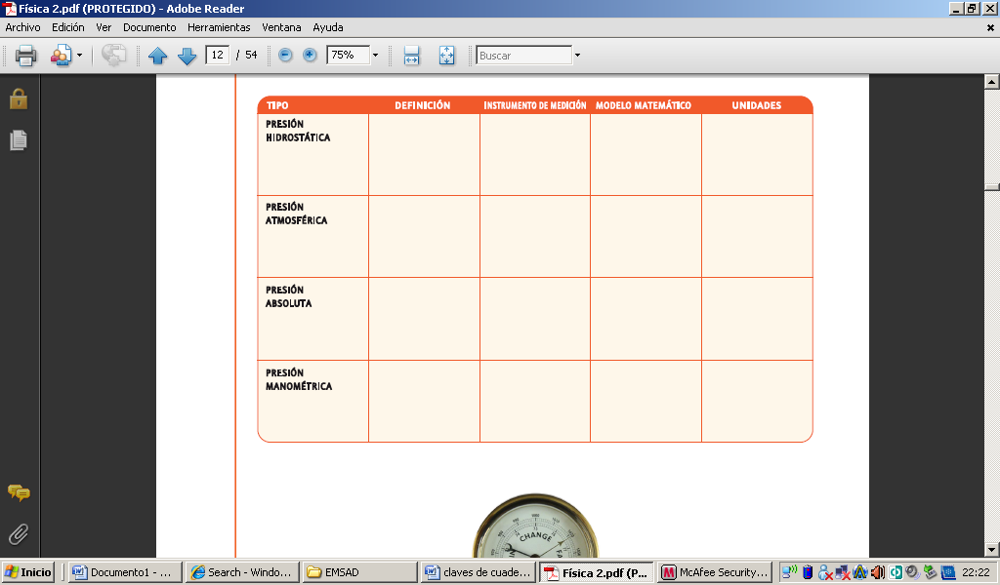 Física 2.pdf (PROTEGIDO) - Adobe Reader
Archivo Edición Ver Documento Herramientas Ventana Ayuda
12 / 54 75% Buscar
TIPO DEFINICIÓN INSTRUMENTO DE MEDICIÓN MODELO MATEMÁTICO UNIDADES
PRESIÓN
HIDROSTÁTICA
PRESIÓN
ATMOSFÉRICA
PRESIÓN
ABSOLUTA
PRESIÓN
MANOMÉTRICA
CHANGE
Inicio Documento1 - ... Search - Windo... EMSAD claves de cuade... Física 2.pdf (P... McAfee Security... 22:22